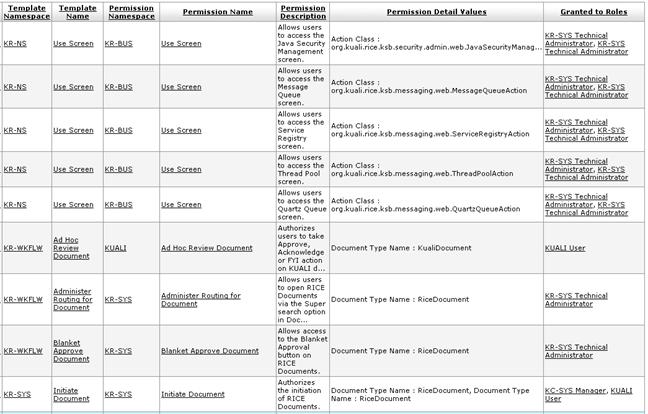 Template Namespace Template Name Permission Namespace Permission Name Permission Description Permission Detail Values Granted to Roles
KR-NS Use Screen KR-BUS Use Screen Allows users to access the Java Security Management screen. Action Class : org.kuali.rice.ksb.security.admin.web.JavaSecurityManag... KR-SYS Technical Administrator, KR-SYS Technical Administrator
KR-NS Use Screen KR-BUS Use Screen Allows users to access the Message Queue screen. Action Class : org.kuali.rice.ksb.messaging.web.MessageQueueAction KR-SYS Technical Administrator, KR-SYS Technical Administrator
KR-NS Use Screen KR-BUS Use Screen Allows users to access the Service Registry screen. Action Class : org.kuali.rice.ksb.messaging.web.ServiceRegistryAction KR-SYS Technical Administrator, KR-SYS Technical Administrator
KR-NS Use Screen KR-BUS Use Screen Allows users to access the Thread Pool screen. Action Class : org.kuali.rice.ksb.messaging.web.ThreadPoolAction KR-SYS Technical Administrator, KR-SYS Technical Administrator
KR-NS Use Screen KR-BUS Use Screen Allows users to access the Quartz Queue screen. Action Class : org.kuali.rice.ksb.messaging.web.QuartzQueueAction KR-SYS Technical Administrator, KR-SYS Technical Administrator
KR-WKFLW Ad Hoc Review Document KUALI Ad Hoc Review Document Authorizes users to take Approve, Acknowledge or FYI action on KUALI d... Document Type Name : KualiDocument KUALI User
KR-WKFLW Administer Routing for Document KR-SYS Administer Routing for Document Allows users to open RICE Documents via the Super search option in Doc... Document Type Name : RiceDocument KR-SYS Technical Administrator
KR-WKFLW Blanket Approve Document KR-SYS Blanket Approve Document Allows access to the Blanket Approval button on RICE Documents. Document Type Name : RiceDocument KR-SYS Technical Administrator
KR-SYS Initiate Document KR-SYS Initiate Document Authorizes the initiation of RICE Documents. Document Type Name : RiceDocument, Document Type Name : RiceDocument KC-SYS Manager, KUALI User